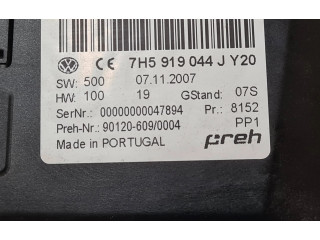 CE 7H5 919 044 J Y20
SW: 500 07.11.2007
HW: 100 19 GStand: 07S
SerNr.: 00000000047894 Pr.: 8152
Preh-Nr.: 90120-609/0004 PP1
Made in PORTUGAL preh